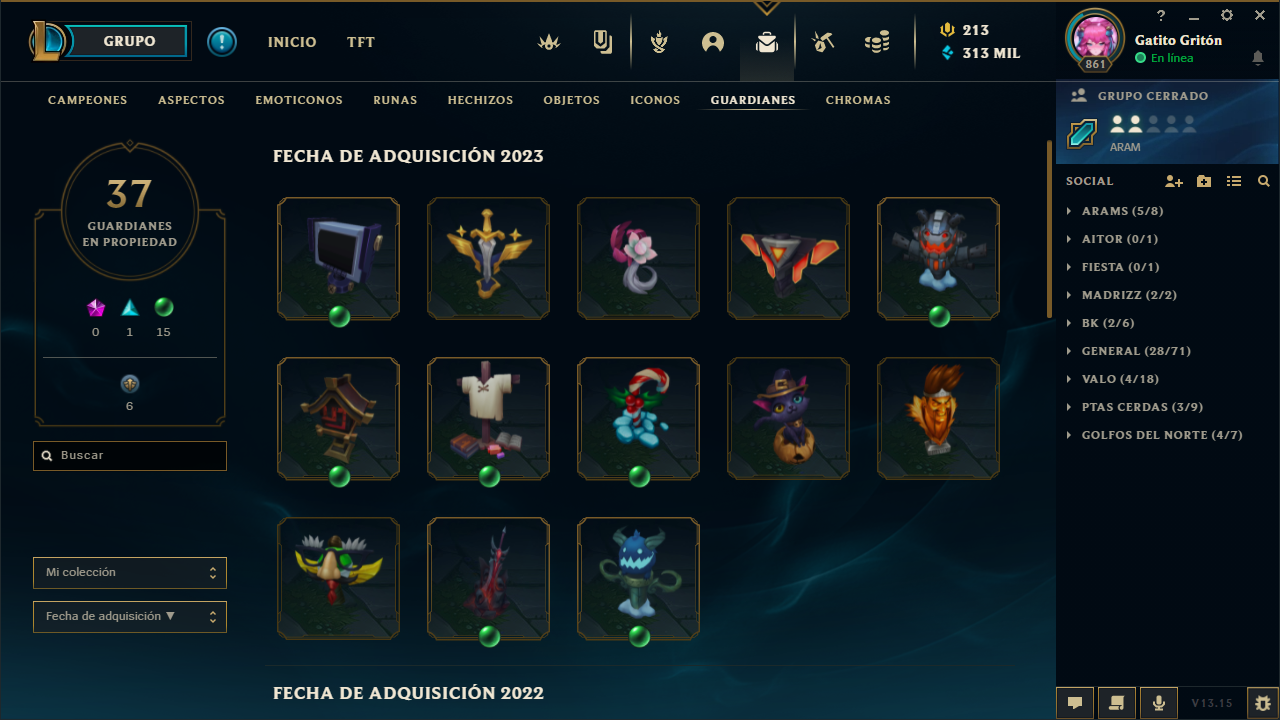 GRUPO
INICIO
TFT
213
313 MIL
?
Gatito Gritón
En línea
861
CAMPEONES
ASPECTOS
EMOTICONOS
RUNAS
HECHIZOS
OBJETOS
ICONOS
GUARDIANES
CHROMAS
37
GUARDIANES
EN PROPIEDAD
0 1 15
6
Buscar
Mi colección
Fecha de adquisición ▼
FECHA DE ADQUISICIÓN 2023
FECHA DE ADQUISICIÓN 2022
GRUPO CERRADO
ARAM
SOCIAL
ARAMS (5/8)
AITOR (0/1)
FIESTA (0/1)
MADRIZZ (2/2)
BK (2/6)
GENERAL (28/71)
VALO (4/18)
PTAS CERDAS (3/9)
GOLFOS DEL NORTE (4/7)
V13.15